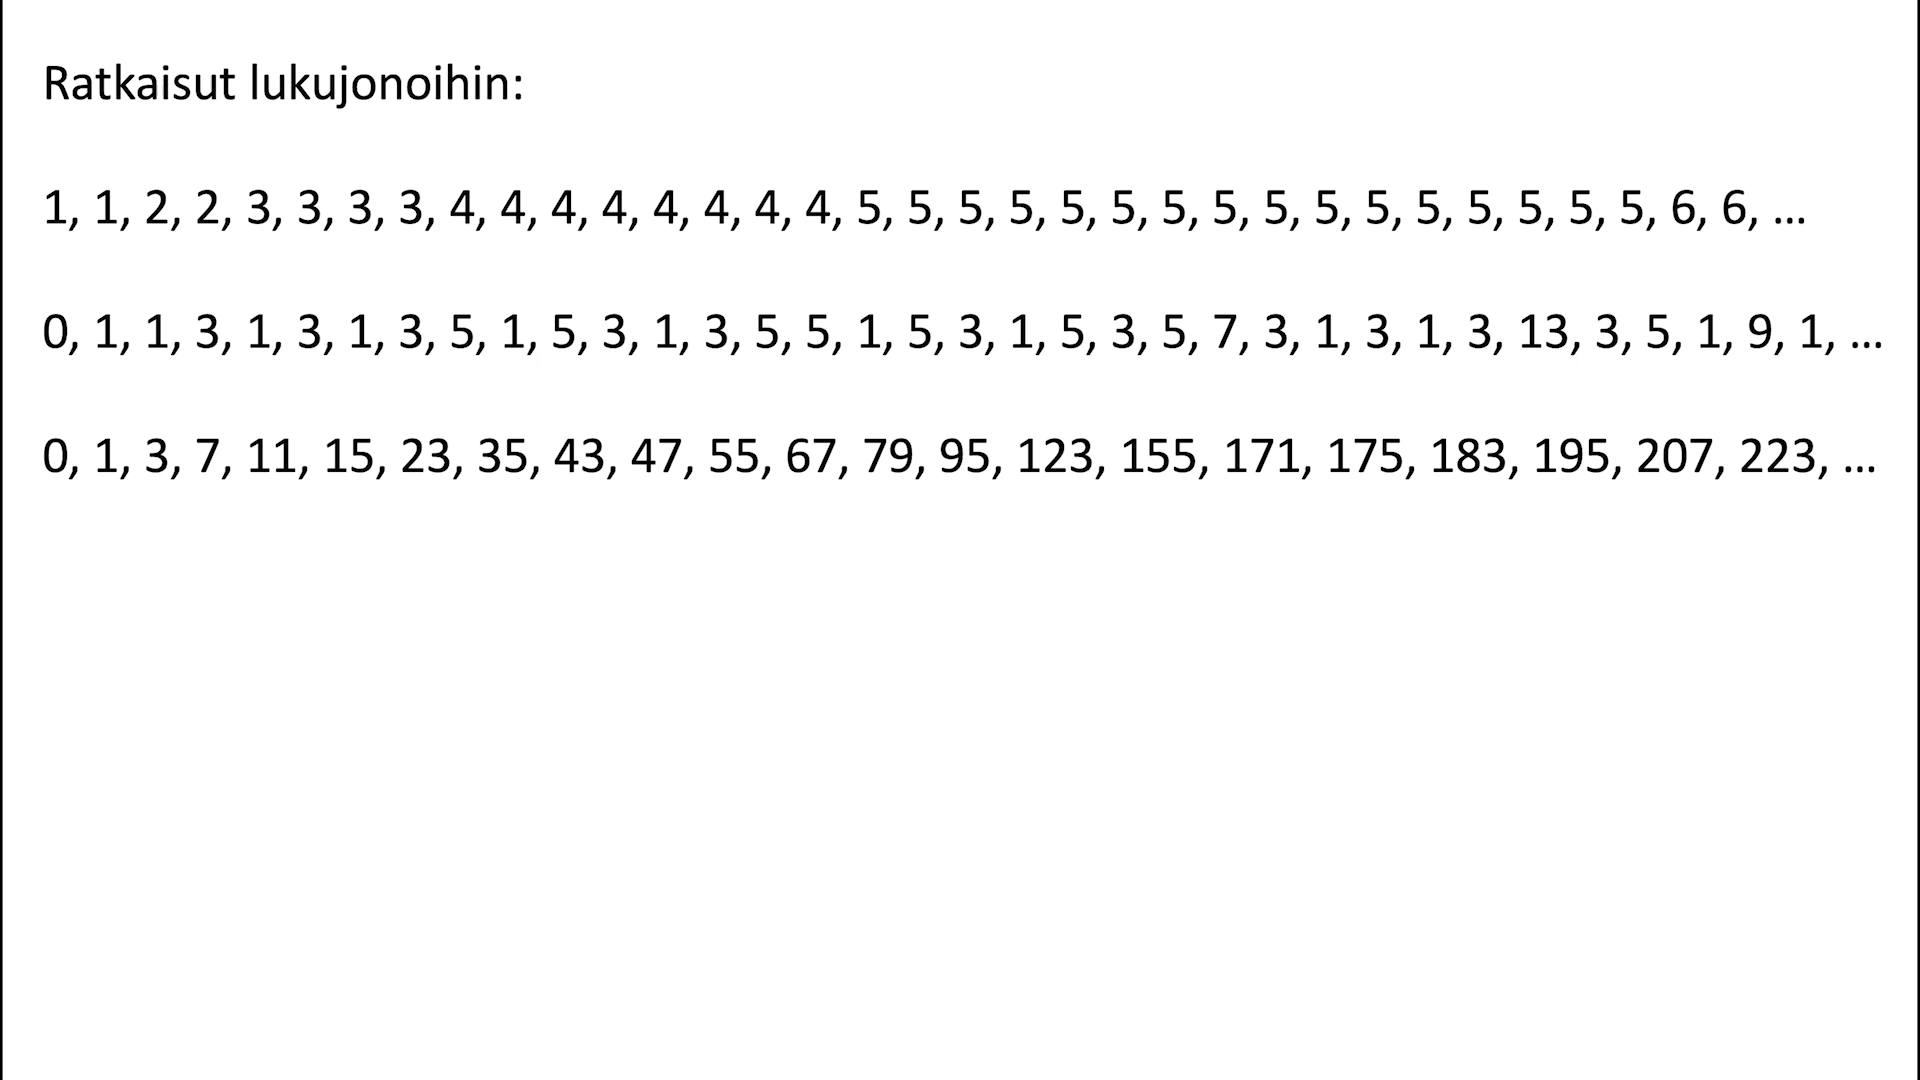 Ratkaisut lukujonoihin:
1, 1, 2, 2, 3, 3, 3, 3, 4, 4, 4, 4, 4, 4, 4, 4, 5, 5, 5, 5, 5, 5, 5, 5, 5, 5, 5, 5, 5, 5, 5, 5, 6, 6, ...
0, 1, 1, 3, 1, 3, 1, 3, 5, 1, 5, 3, 1, 3, 5, 5, 1, 5, 3, 1, 5, 3, 5, 7, 3, 1, 3, 1, 3, 13, 3, 5, 1, 9, 1, ...
0, 1, 3, 7, 11, 15, 23, 35, 43, 47, 55, 67, 79, 95, 123, 155, 171, 175, 183, 195, 207, 223, ...